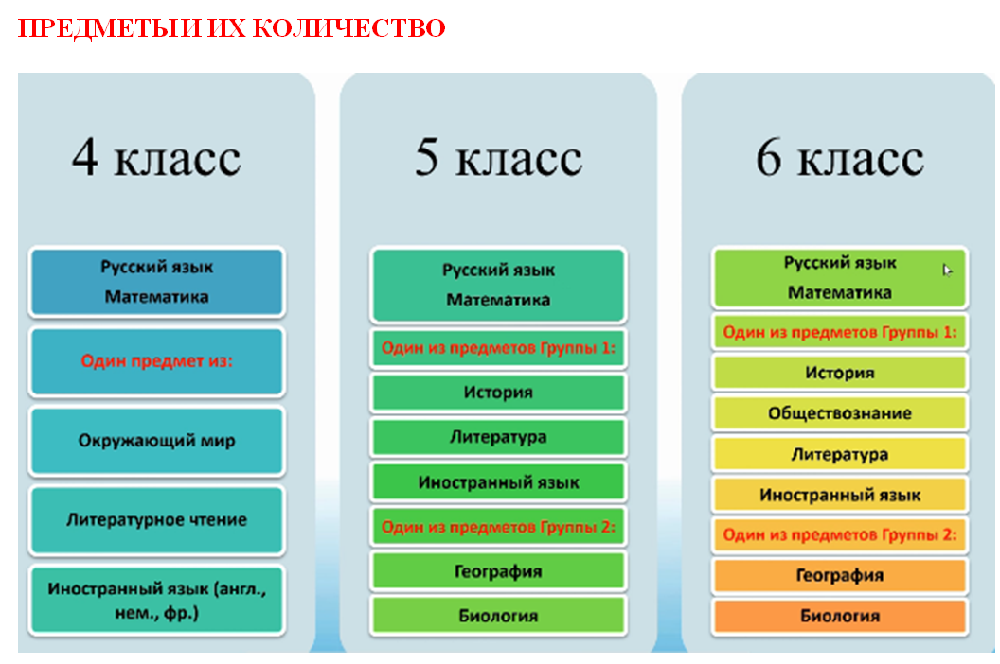 ПРЕДМЕТЫ И ИХ КОЛИЧЕСТВО
4 класс
Русский язык
Математика
Один предмет из:
Окружающий мир
Литературное чтение
Иностранный язык (англ.,
нем., фр.)
5 класс
Русский язык
Математика
Один из предметов Группы 1:
История
Литература
Иностранный язык
Один из предметов Группы 2:
География
Биология
6 класс
Русский язык
Математика
Один из предметов Группы 1:
История
Обществознание
Литература
Иностранный язык
Один из предметов Группы 2:
География
Биология